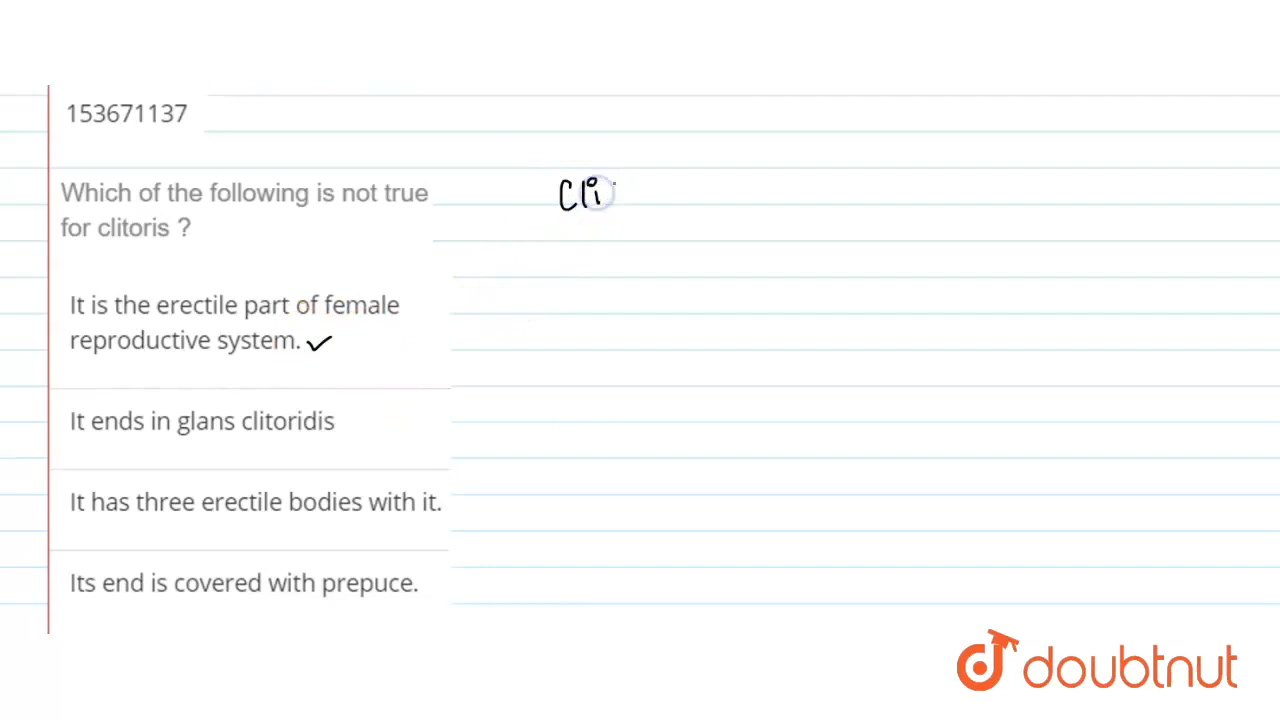 153671137
Which of the following is not true
for clitoris ?
Cli
It is the erectile part of female
reproductive system.
It ends in glans clitoridis
It has three erectile bodies with it.
Its end is covered with prepuce.
doubtnut